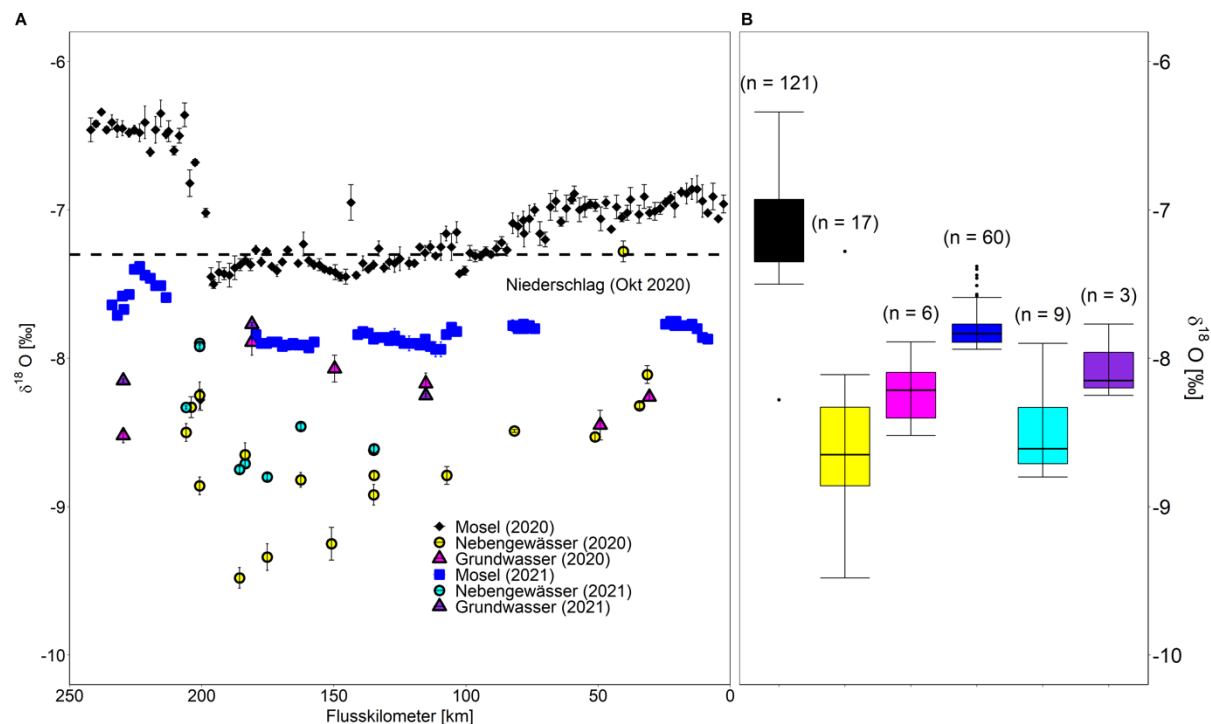 A
B
-6
-7
-8
-9
-10
δ¹⁸ O [‰]
250
200
150
100
50
0
Flusskilometer [km]
Niederschlag (Okt 2020)
Mosel (2020)
Nebengewässer (2020)
Grundwasser (2020)
Mosel (2021)
Nebengewässer (2021)
Grundwasser (2021)
(n = 121)
(n = 17)
(n = 6)
(n = 60)
(n = 9)
(n = 3)
-6
-7
-8
-9
-10
δ¹⁸ O [‰]